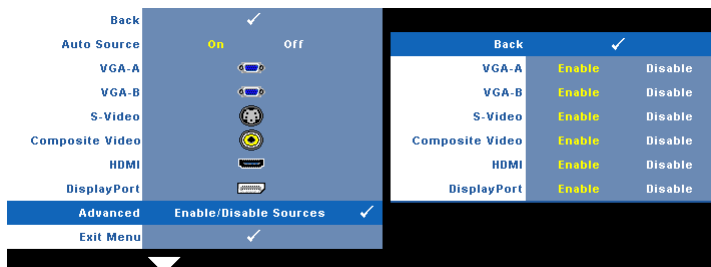 Back
Auto Source On Off
VGA-A
VGA-B
S-Video
Composite Video
HDMI
DisplayPort
Advanced Enable/Disable Sources
Exit Menu
Back
VGA-A Enable Disable
VGA-B Enable Disable
S-Video Enable Disable
Composite Video Enable Disable
HDMI Enable Disable
DisplayPort Enable Disable